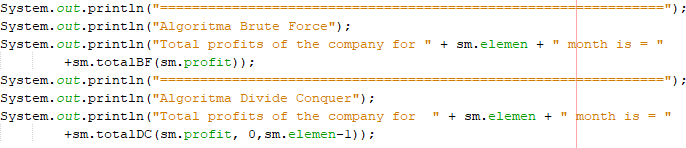 System.out.println("================================================================");
System.out.println("Algoritma Brute Force");
System.out.println("Total profits of the company for " + sm.elemen + " month is = "
+sm.totalBF(sm.profit));
System.out.println("================================================================");
System.out.println("Algoritma Divide Conquer");
System.out.println("Total profits of the company for  " + sm.elemen + " month is = "
+sm.totalDC(sm.profit, 0,sm.elemen-1));